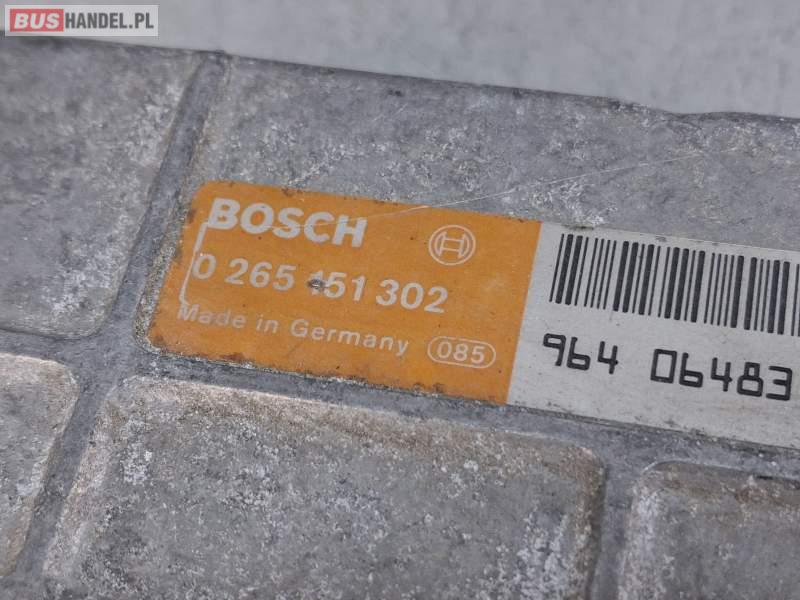 BUSHANDEL.PL
BOSCH
0 265 151 302
Made in Germany 085
964 06483